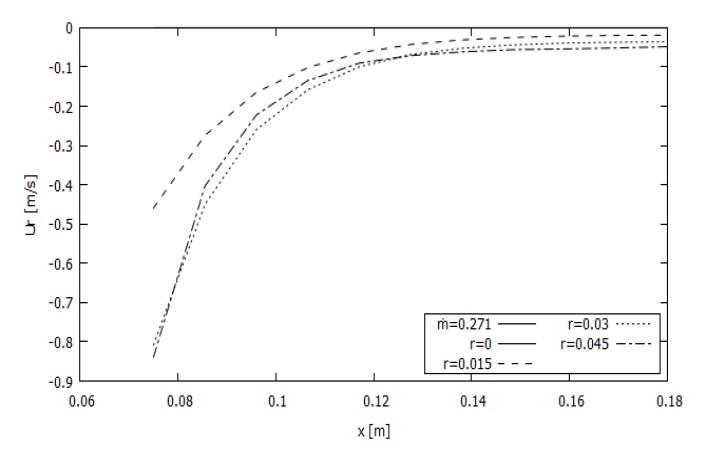 0
-0.1
-0.2
-0.3
-0.4
-0.5
-0.6
-0.7
-0.8
-0.9
Ur [m/s]
0.06 0.08 0.1 0.12 0.14 0.16 0.18
x [m]
ṁ=0.271 r=0.03
r=0 r=0.045
r=0.015